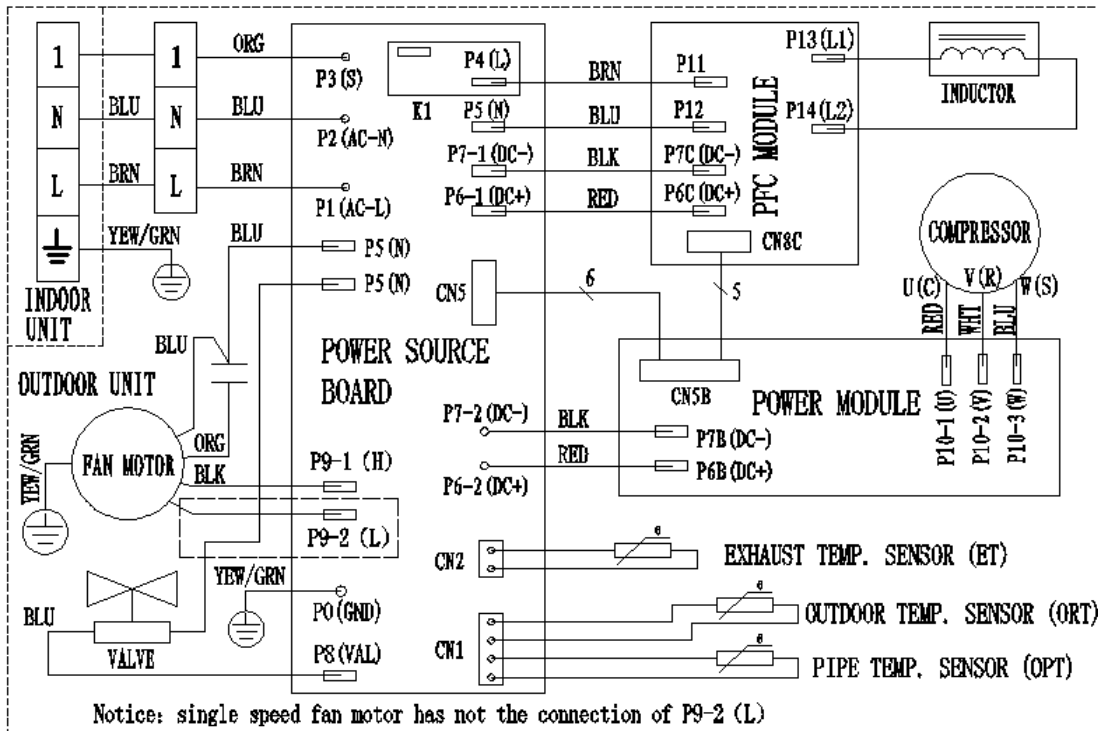 1
N
L
INDOOR
UNIT
1
N
L
BLU
BRN
YEW/GRN
ORG
BLU
BRN
BLU
P3(S)
P2(AC-N)
P1(AC-L)
P5(N)
P5(N)
K1
P4(L)
P5(N)
P7-1(DC-)
P6-1(DC+)
BRN
BLU
BLK
RED
P11
P12
P7C(DC-)
P6C(DC+)
PFC MODULE
CN8C
P13(L1)
P14(L2)
INDUCTOR
COMPRESSOR
U(C)
V(R)
W(S)
RED
WHT
BLU
CN5
6
5
CN5B
POWER MODULE
P10-1(U)
P10-2(V)
P10-3(W)
POWER SOURCE
BOARD
P7-2(DC-)
P6-2(DC+)
BLK
RED
P7B(DC-)
P6B(DC+)
OUTDOOR UNIT
BLU
FAN MOTOR
ORG
BLK
YEW/GRN
P9-1 (H)
P9-2 (L)
YEW/GRN
P0(GND)
BLU
VALVE
P8(VAL)
CN2
6
EXHAUST TEMP. SENSOR (ET)
CN1
6
OUTDOOR TEMP. SENSOR (ORT)
6
PIPE TEMP. SENSOR (OPT)
Notice: single speed fan motor has not the connection of P9-2 (L)